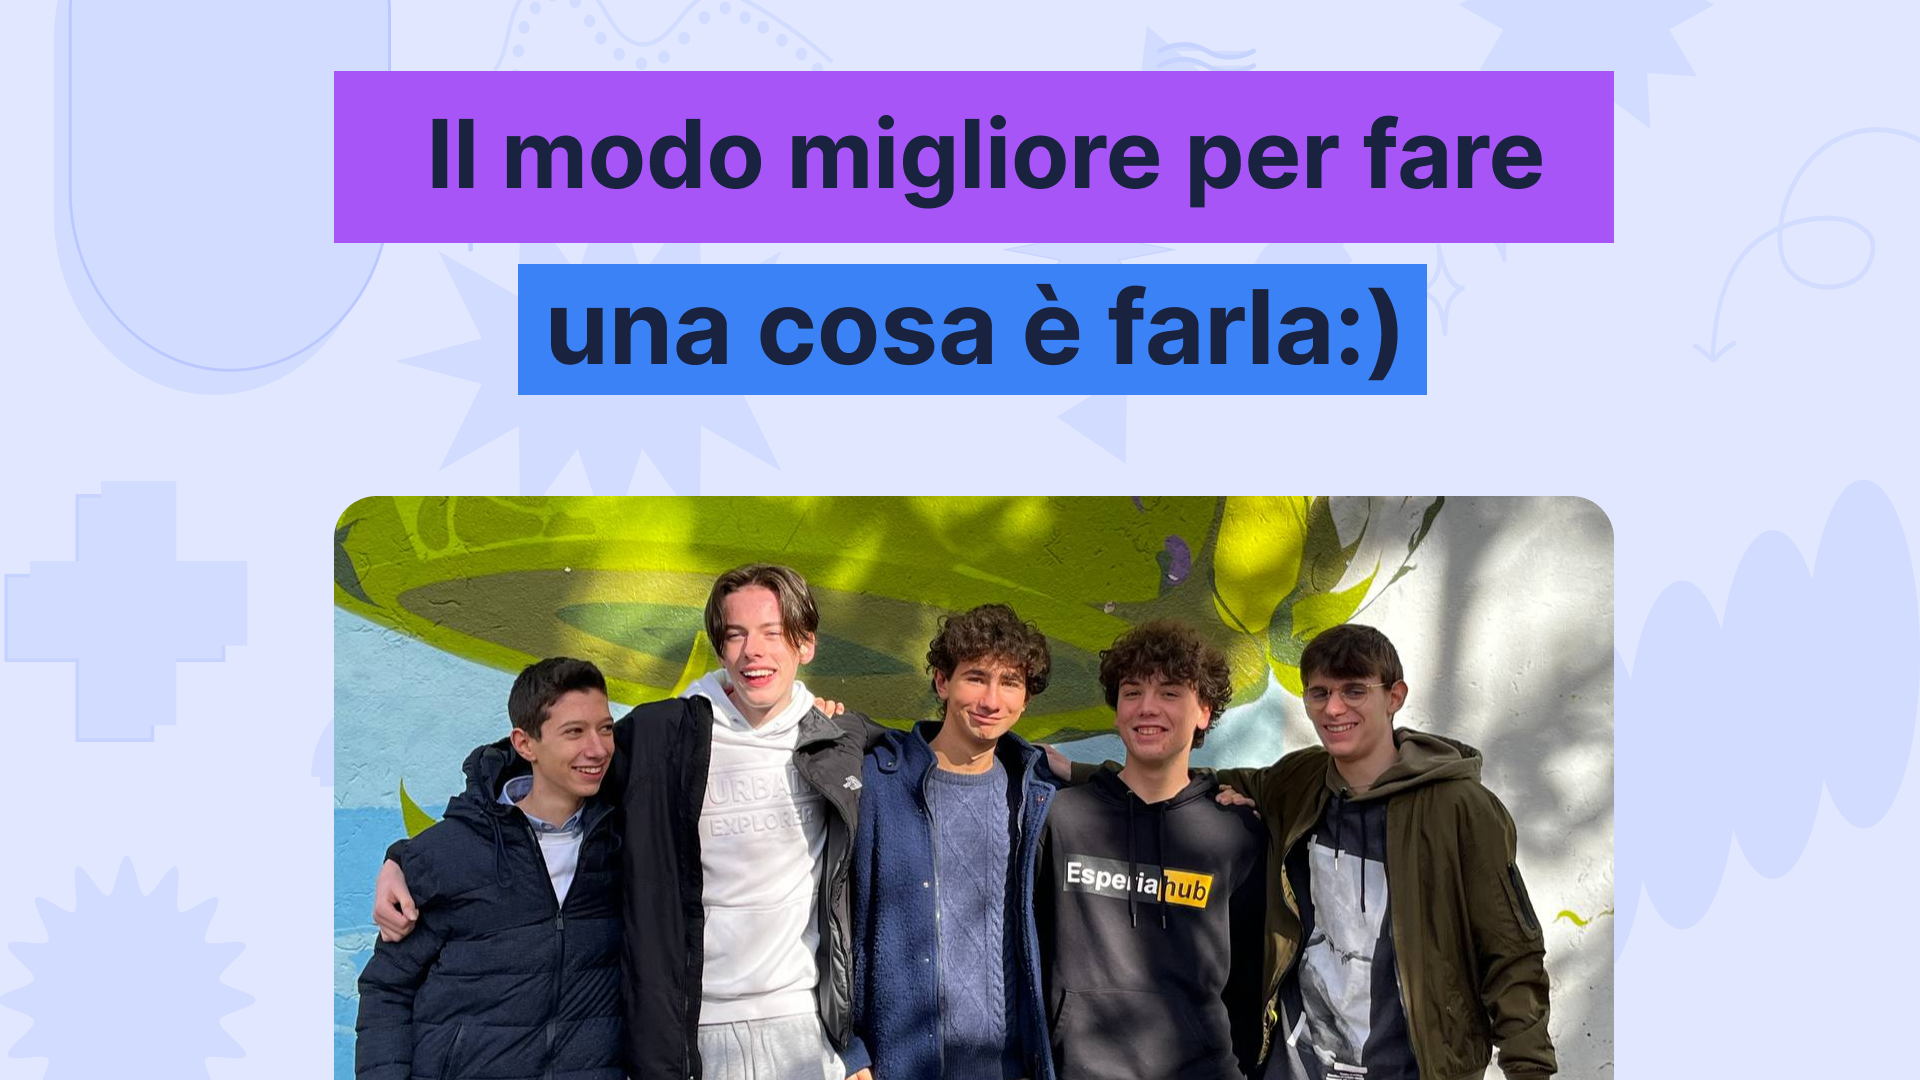 Il modo migliore per fare
una cosa è farla:)
URBAN
EXPLORER
Esperiahub